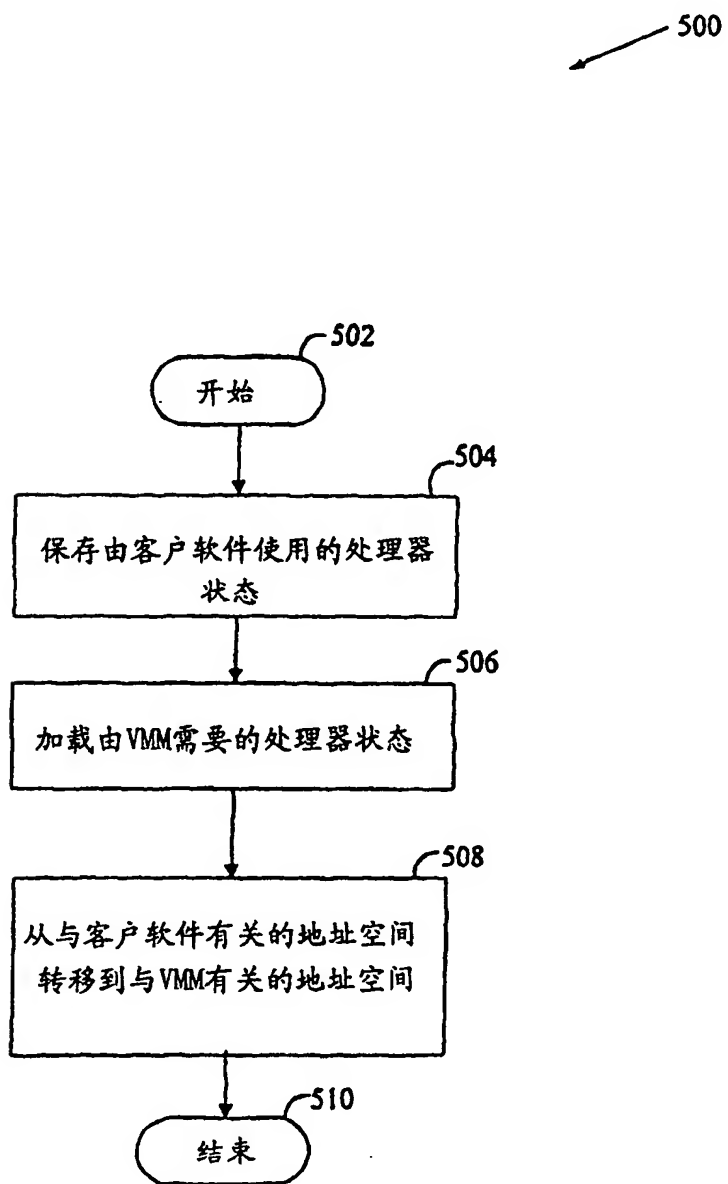 500
502
开始
504
保存由客户软件使用的处理器
状态
506
加载由VMM需要的处理器状态
508
从与客户软件有关的地址空间
转移到与VMM有关的地址空间
510
结束